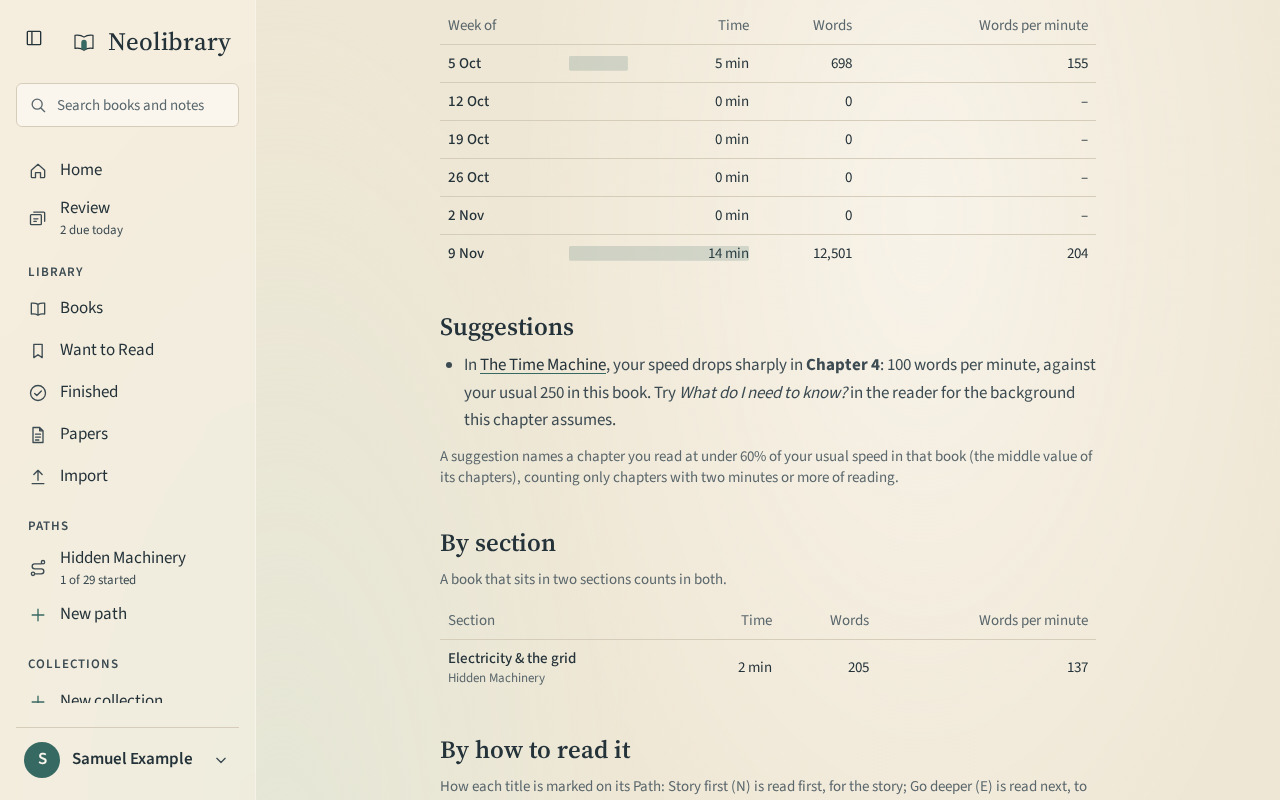 Neolibrary
Search books and notes
Home
Review
2 due today
LIBRARY
Books
Want to Read
Finished
Papers
Import
PATHS
Hidden Machinery
1 of 29 started
New path
COLLECTIONS
New collection
S Samuel Example
Week of Time Words Words per minute
5 Oct 5 min 698 155
12 Oct 0 min 0 –
19 Oct 0 min 0 –
26 Oct 0 min 0 –
2 Nov 0 min 0 –
9 Nov 14 min 12,501 204
Suggestions
• In The Time Machine, your speed drops sharply in Chapter 4: 100 words per minute, against
your usual 250 in this book. Try What do I need to know? in the reader for the background
this chapter assumes.
A suggestion names a chapter you read at under 60% of your usual speed in that book (the middle value of
its chapters), counting only chapters with two minutes or more of reading.
By section
A book that sits in two sections counts in both.
Section Time Words Words per minute
Electricity & the grid 2 min 205 137
Hidden Machinery
By how to read it
How each title is marked on its Path: Story first (N) is read first, for the story; Go deeper (E) is read next, to